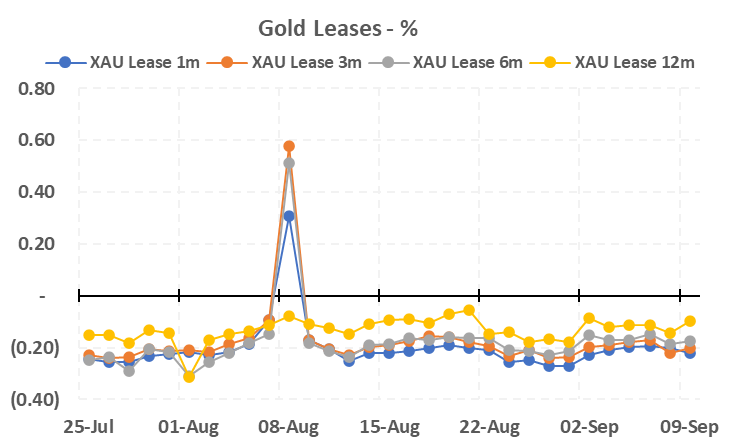 Gold Leases - %
XAU Lease 1m XAU Lease 3m XAU Lease 6m XAU Lease 12m
0.80
0.60
0.40
0.20
-
(0.20)
(0.40)
25-Jul 01-Aug 08-Aug 15-Aug 22-Aug 02-Sep 09-Sep